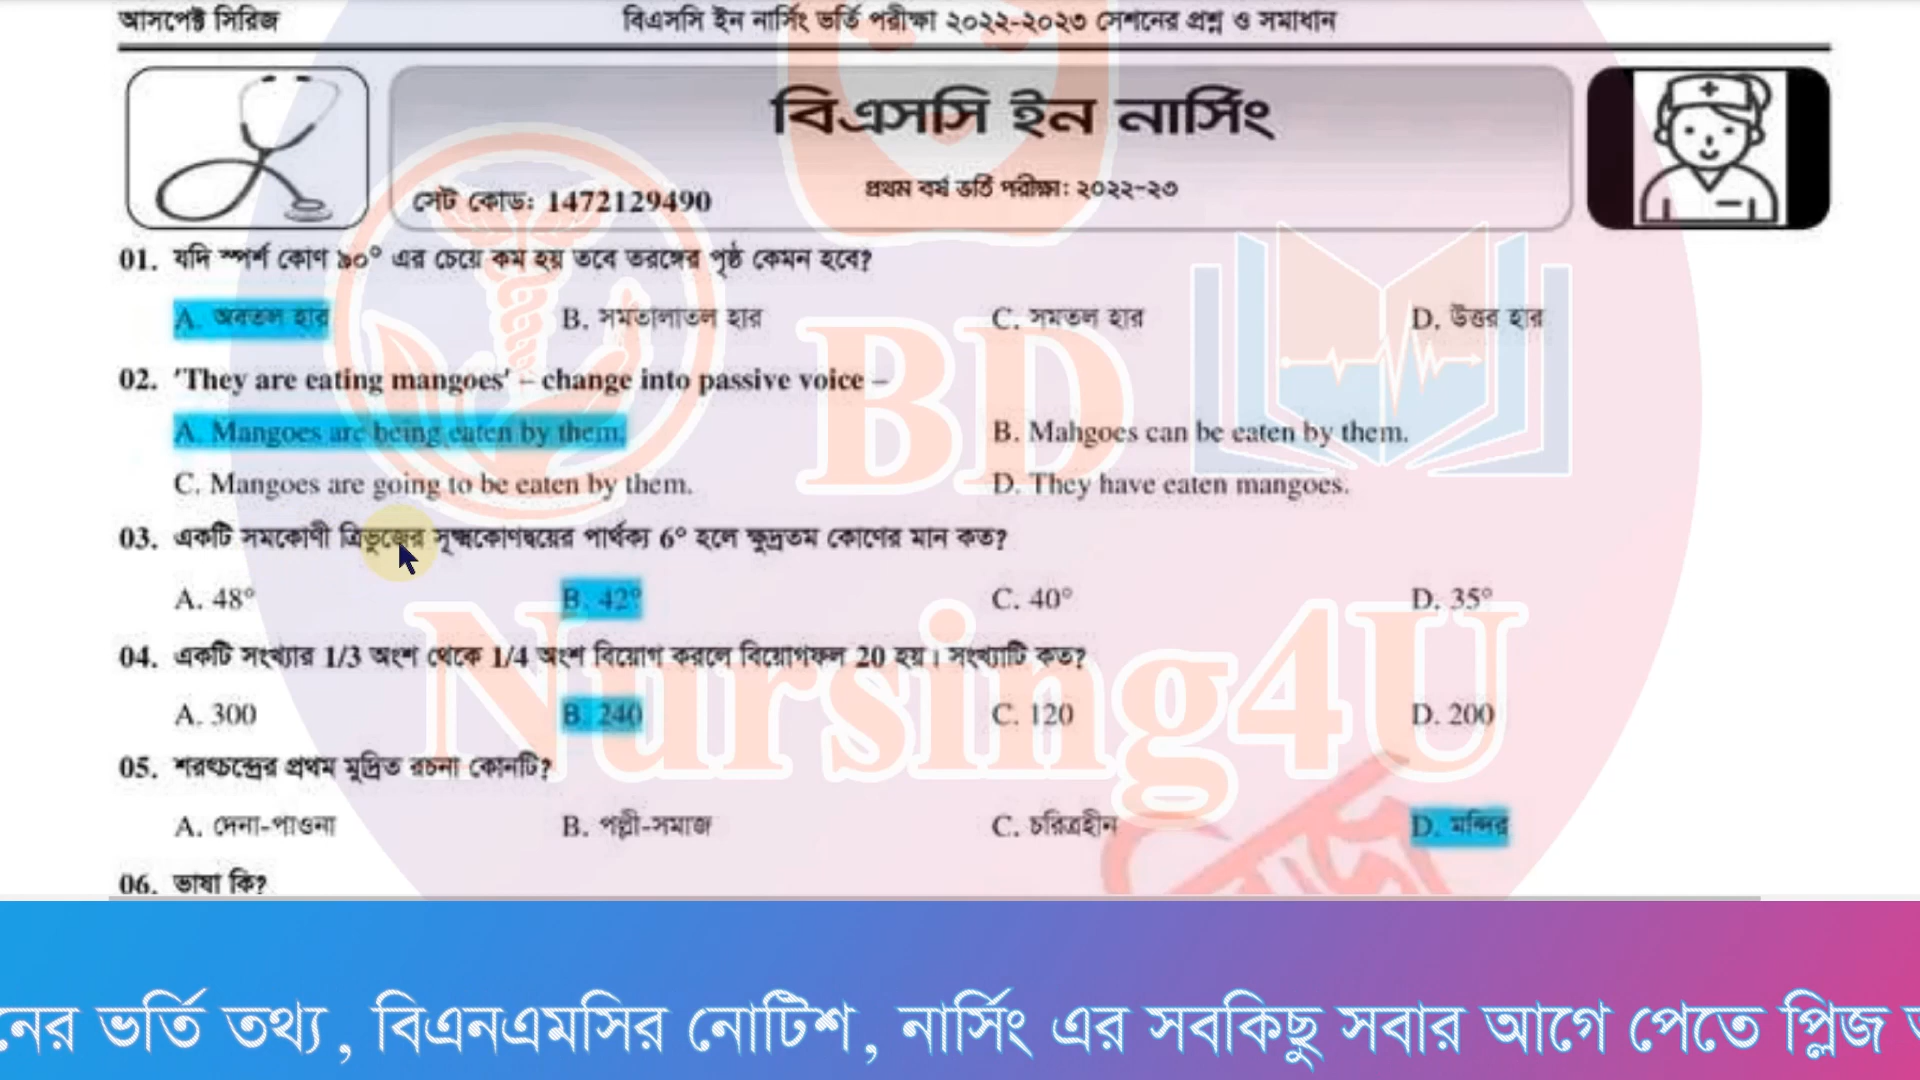 আসপেক্ট সিরিজ
বিএসসি ইন নার্সিং ভর্তি পরীক্ষা ২০২২-২০২৩ সেশনের প্রশ্ন ও সমাধান
বিএসসি ইন নার্সিং
সেট কোড: 1472129490
প্রথম বর্ষ ভর্তি পরীক্ষা: ২০২২-২৩
01. যদি স্পর্শ কোণ ৯০° এর চেয়ে কম হয় তবে তরঙ্গের পৃষ্ঠ কেমন হবে?
A. অবতল হার B. সমতালাতল হার C. সমতল হার D. উত্তর হার
02. 'They are eating mangoes' – change into passive voice –
A. Mangoes are being eaten by them. B. Mahgoes can be eaten by them.
C. Mangoes are going to be eaten by them. D. They have eaten mangoes.
03. একটি সমকোণী ত্রিভুজের সূক্ষ্মকোণদ্বয়ের পার্থক্য 6° হলে ক্ষুদ্রতম কোণের মান কত?
A. 48° B. 42° C. 40° D. 35°
04. একটি সংখ্যার 1/3 অংশ থেকে 1/4 অংশ বিয়োগ করলে বিয়োগফল 20 হয়। সংখ্যাটি কত?
A. 300 B. 240 C. 120 D. 200
05. শরৎচন্দ্রের প্রথম মুদ্রিত রচনা কোনটি?
A. দেনা-পাওনা B. পল্লী-সমাজ C. চরিত্রহীন D. মন্দির
06. ভাষা কি?
BD
Nursing4U
নের ভর্তি তথ্য, বিএনএমসির নোটিশ, নার্সিং এর সবকিছু সবার আগে পেতে প্লিজ